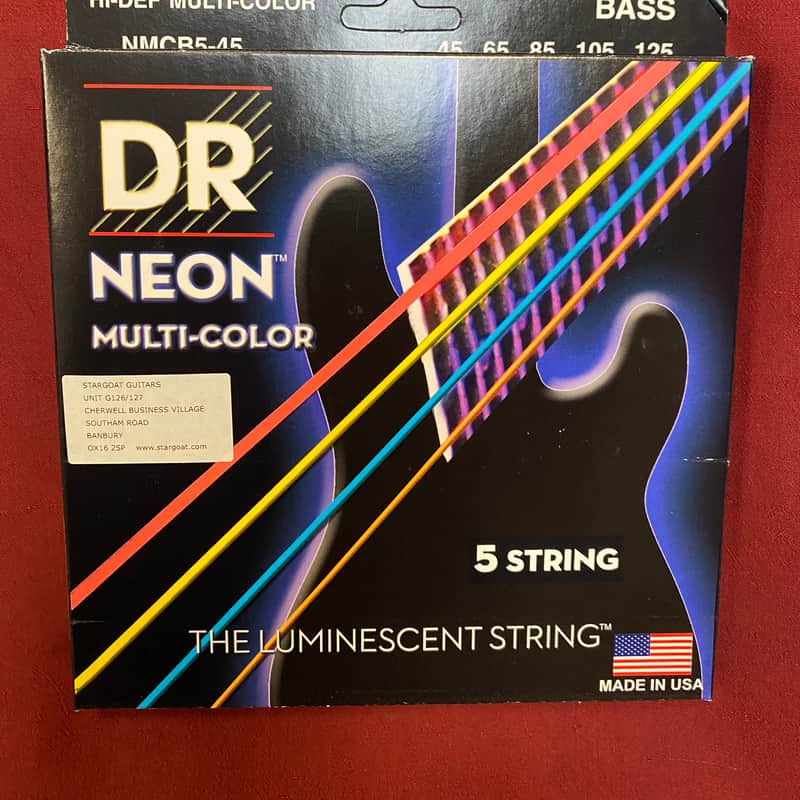 HI-DEF MULTI-COLOR
BASS
NMCB5-45
45 65 85 105 125
DR
NEON™
MULTI-COLOR
STARGOAT GUITARS
UNIT G126/127
CHERWELL BUSINESS VILLAGE
SOUTHAM ROAD
BANBURY
OX16 2SP www.stargoat.com
5 STRING
THE LUMINESCENT STRING™
MADE IN USA